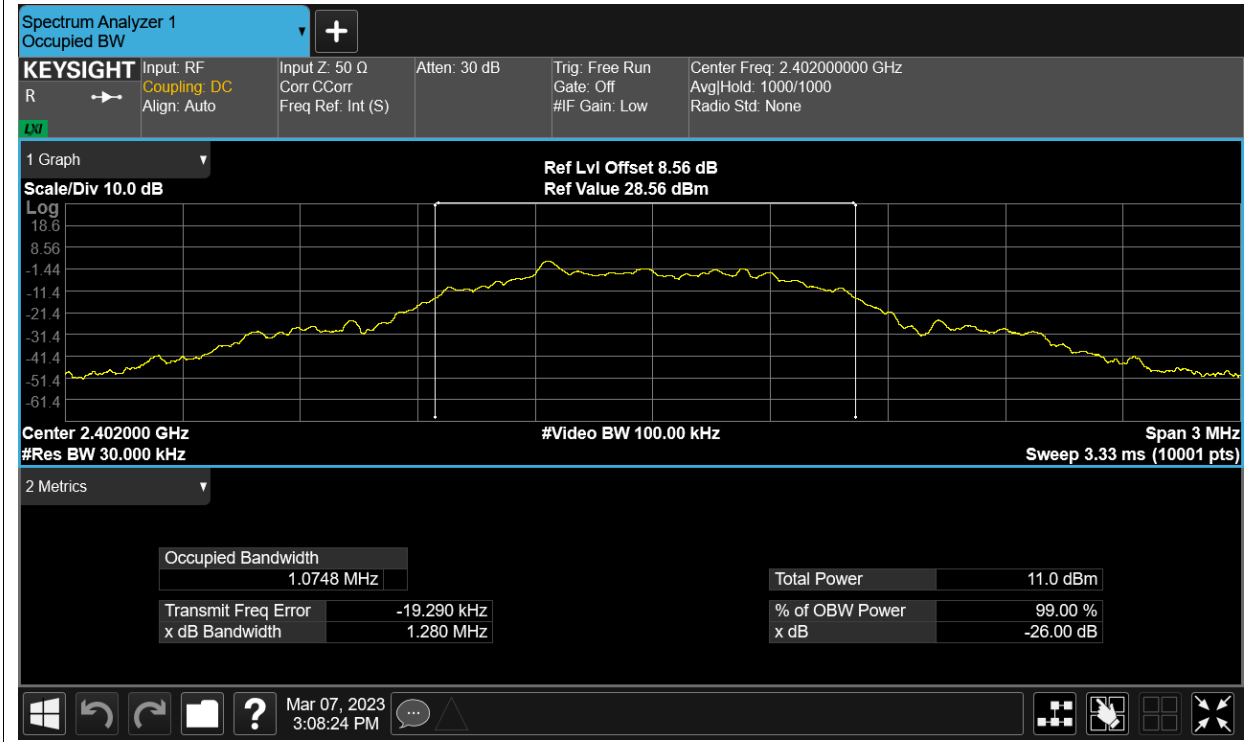 Spectrum Analyzer 1
Occupied BW
KEYSIGHT
R
LXI
Input: RF
Coupling: DC
Align: Auto
Input Z: 50 Ω
Corr CCorr
Freq Ref: Int (S)
Atten: 30 dB
Trig: Free Run
Gate: Off
#IF Gain: Low
Center Freq: 2.402000000 GHz
Avg|Hold: 1000/1000
Radio Std: None
1 Graph
Scale/Div 10.0 dB
Ref Lvl Offset 8.56 dB
Ref Value 28.56 dBm
Log
18.6
8.56
-1.44
-11.4
-21.4
-31.4
-41.4
-51.4
-61.4
Center 2.402000 GHz
#Video BW 100.00 kHz
Span 3 MHz
#Res BW 30.000 kHz
Sweep 3.33 ms (10001 pts)
2 Metrics
Occupied Bandwidth
1.0748 MHz
Total Power 11.0 dBm
Transmit Freq Error -19.290 kHz
% of OBW Power 99.00 %
x dB Bandwidth 1.280 MHz
x dB -26.00 dB
?
Mar 07, 2023
3:08:24 PM